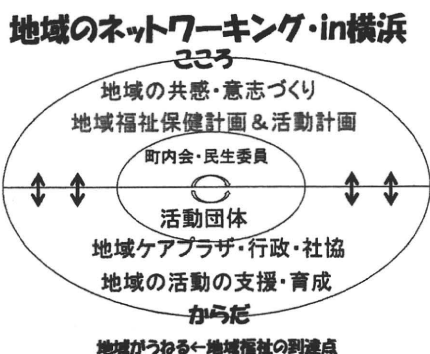 地域のネットワーキング・in横浜
こころ
地域の共感・意志づくり
地域福祉保健計画&活動計画
町内会・民生委員
活動団体
地域ケアプラザ・行政・社協
地域の活動の支援・育成
からだ
地域がうねる←地域福祉の到達点